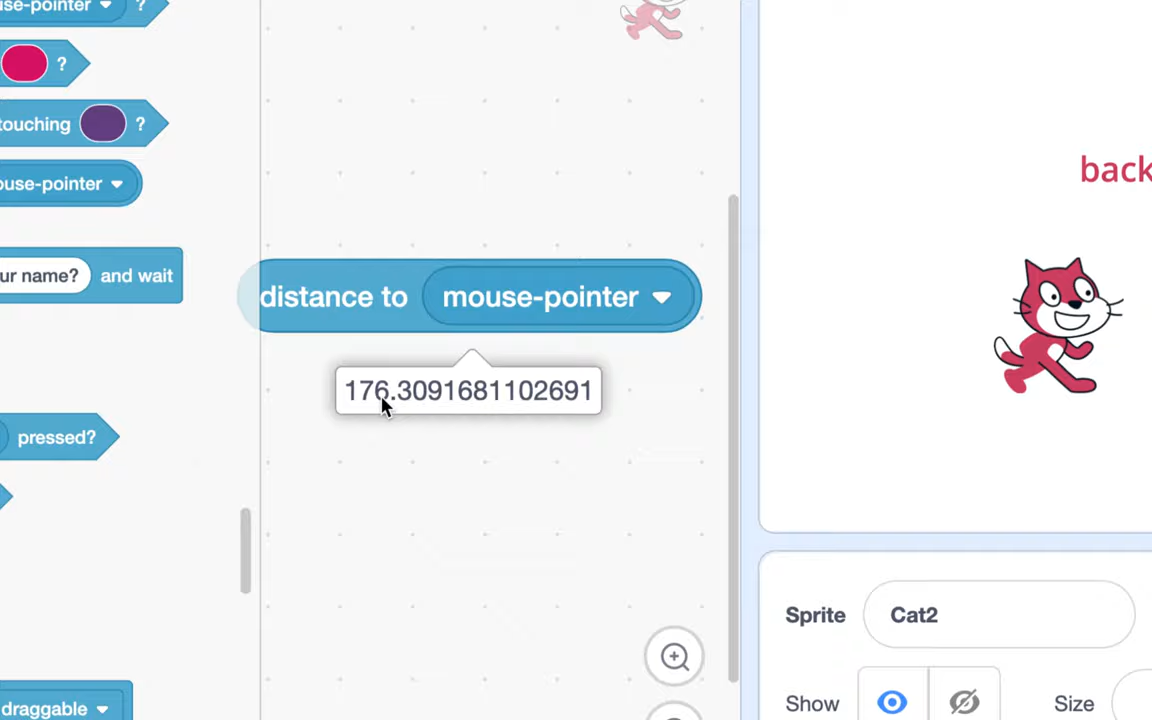 se-pointer ?
?
touching ?
ouse-pointer
ur name? and wait
pressed?
draggable
distance to mouse-pointer
176.3091681102691
back
Sprite Cat2
Show Size